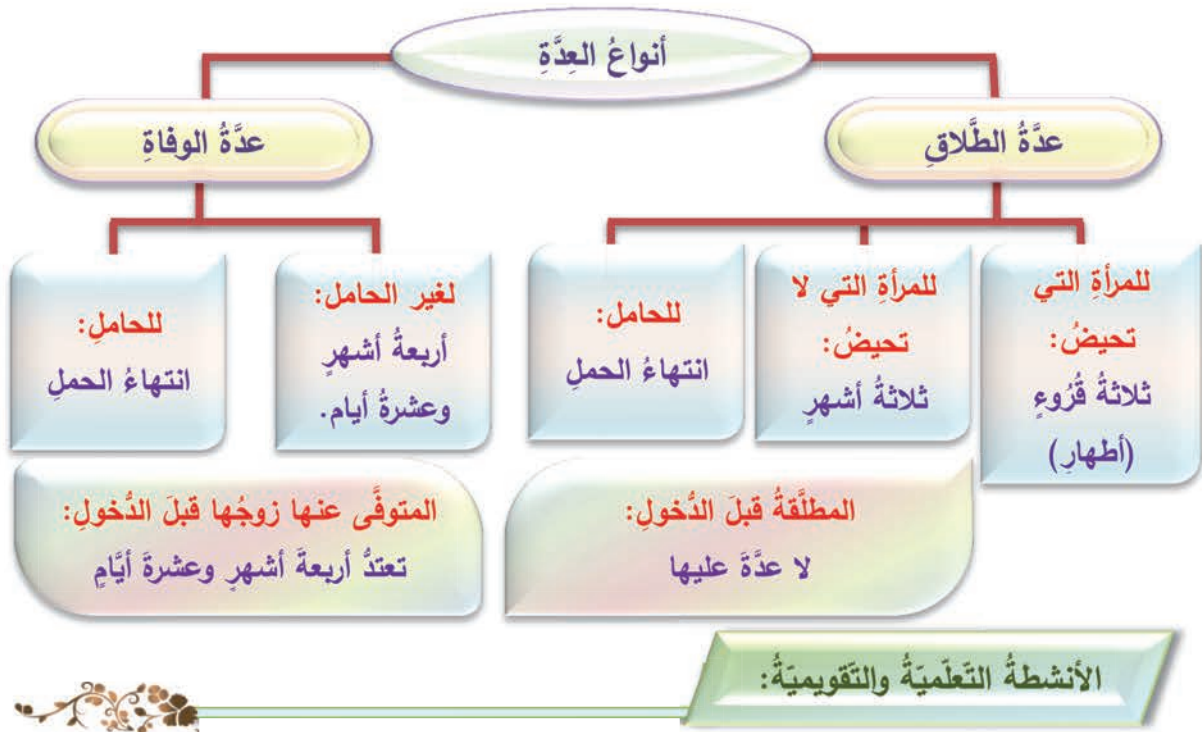 أنواعُ العِدَّةِ
عدَّةُ الطَّلاقِ
عدَّةُ الوفاةِ
للمرأةِ التي
تحيضُ:
ثلاثةُ قُرُوءٍ
(أطهارِ)
للمرأةِ التي لا
تحيضُ:
ثلاثةُ أشهرٍ
للحاملِ:
انتهاءُ الحملِ
لغير الحامل:
أربعةُ أشهرٍ
وعشرةُ أيام.
للحاملِ:
انتهاءُ الحملِ
المطلَّقةُ قبلَ الدُّخولِ:
لا عدَّةَ عليها
المتوفَّى عنها زوجُها قبلَ الدُّخولِ:
تعتدُّ أربعةَ أشهرٍ وعشرةَ أيَّامٍ
الأنشطةُ التّعلّميّةُ والتّقويميّةُ: